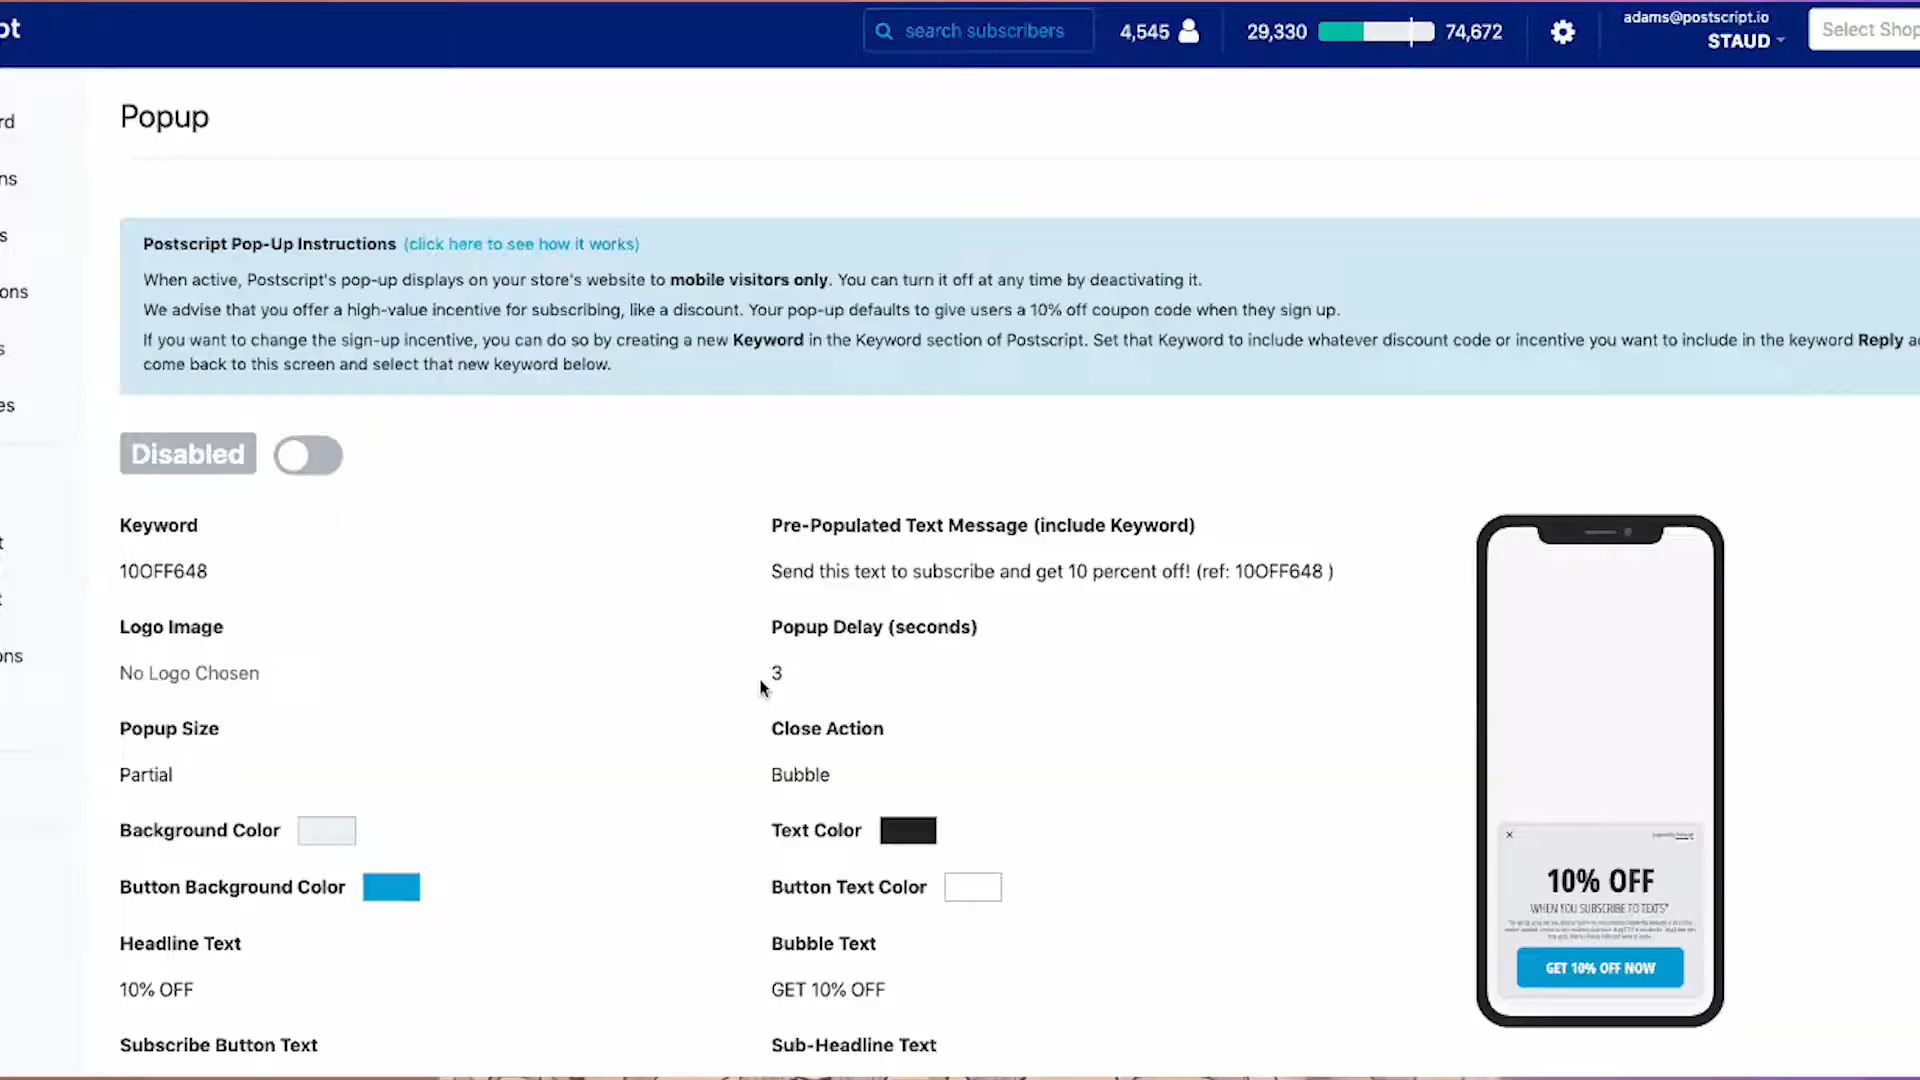 pt
search subscribers
4,545
29,330
74,672
adams@postscript.io
STAUD
Select Shop
rd
ns
s
ons
s
es
t
t
ons
Popup
Postscript Pop-Up Instructions (click here to see how it works)
When active, Postscript's pop-up displays on your store's website to mobile visitors only. You can turn it off at any time by deactivating it.
We advise that you offer a high-value incentive for subscribing, like a discount. Your pop-up defaults to give users a 10% off coupon code when they sign up.
If you want to change the sign-up incentive, you can do so by creating a new Keyword in the Keyword section of Postscript. Set that Keyword to include whatever discount code or incentive you want to include in the keyword Reply a
come back to this screen and select that new keyword below.
Disabled
Keyword
10OFF648
Pre-Populated Text Message (include Keyword)
Send this text to subscribe and get 10 percent off! (ref: 10OFF648 )
Logo Image
No Logo Chosen
Popup Delay (seconds)
3
Popup Size
Partial
Close Action
Bubble
Background Color
Text Color
Button Background Color
Button Text Color
Headline Text
10% OFF
Bubble Text
GET 10% OFF
Subscribe Button Text
Sub-Headline Text
10% OFF
WHEN YOU SUBSCRIBE TO TEXTS*
GET 10% OFF NOW